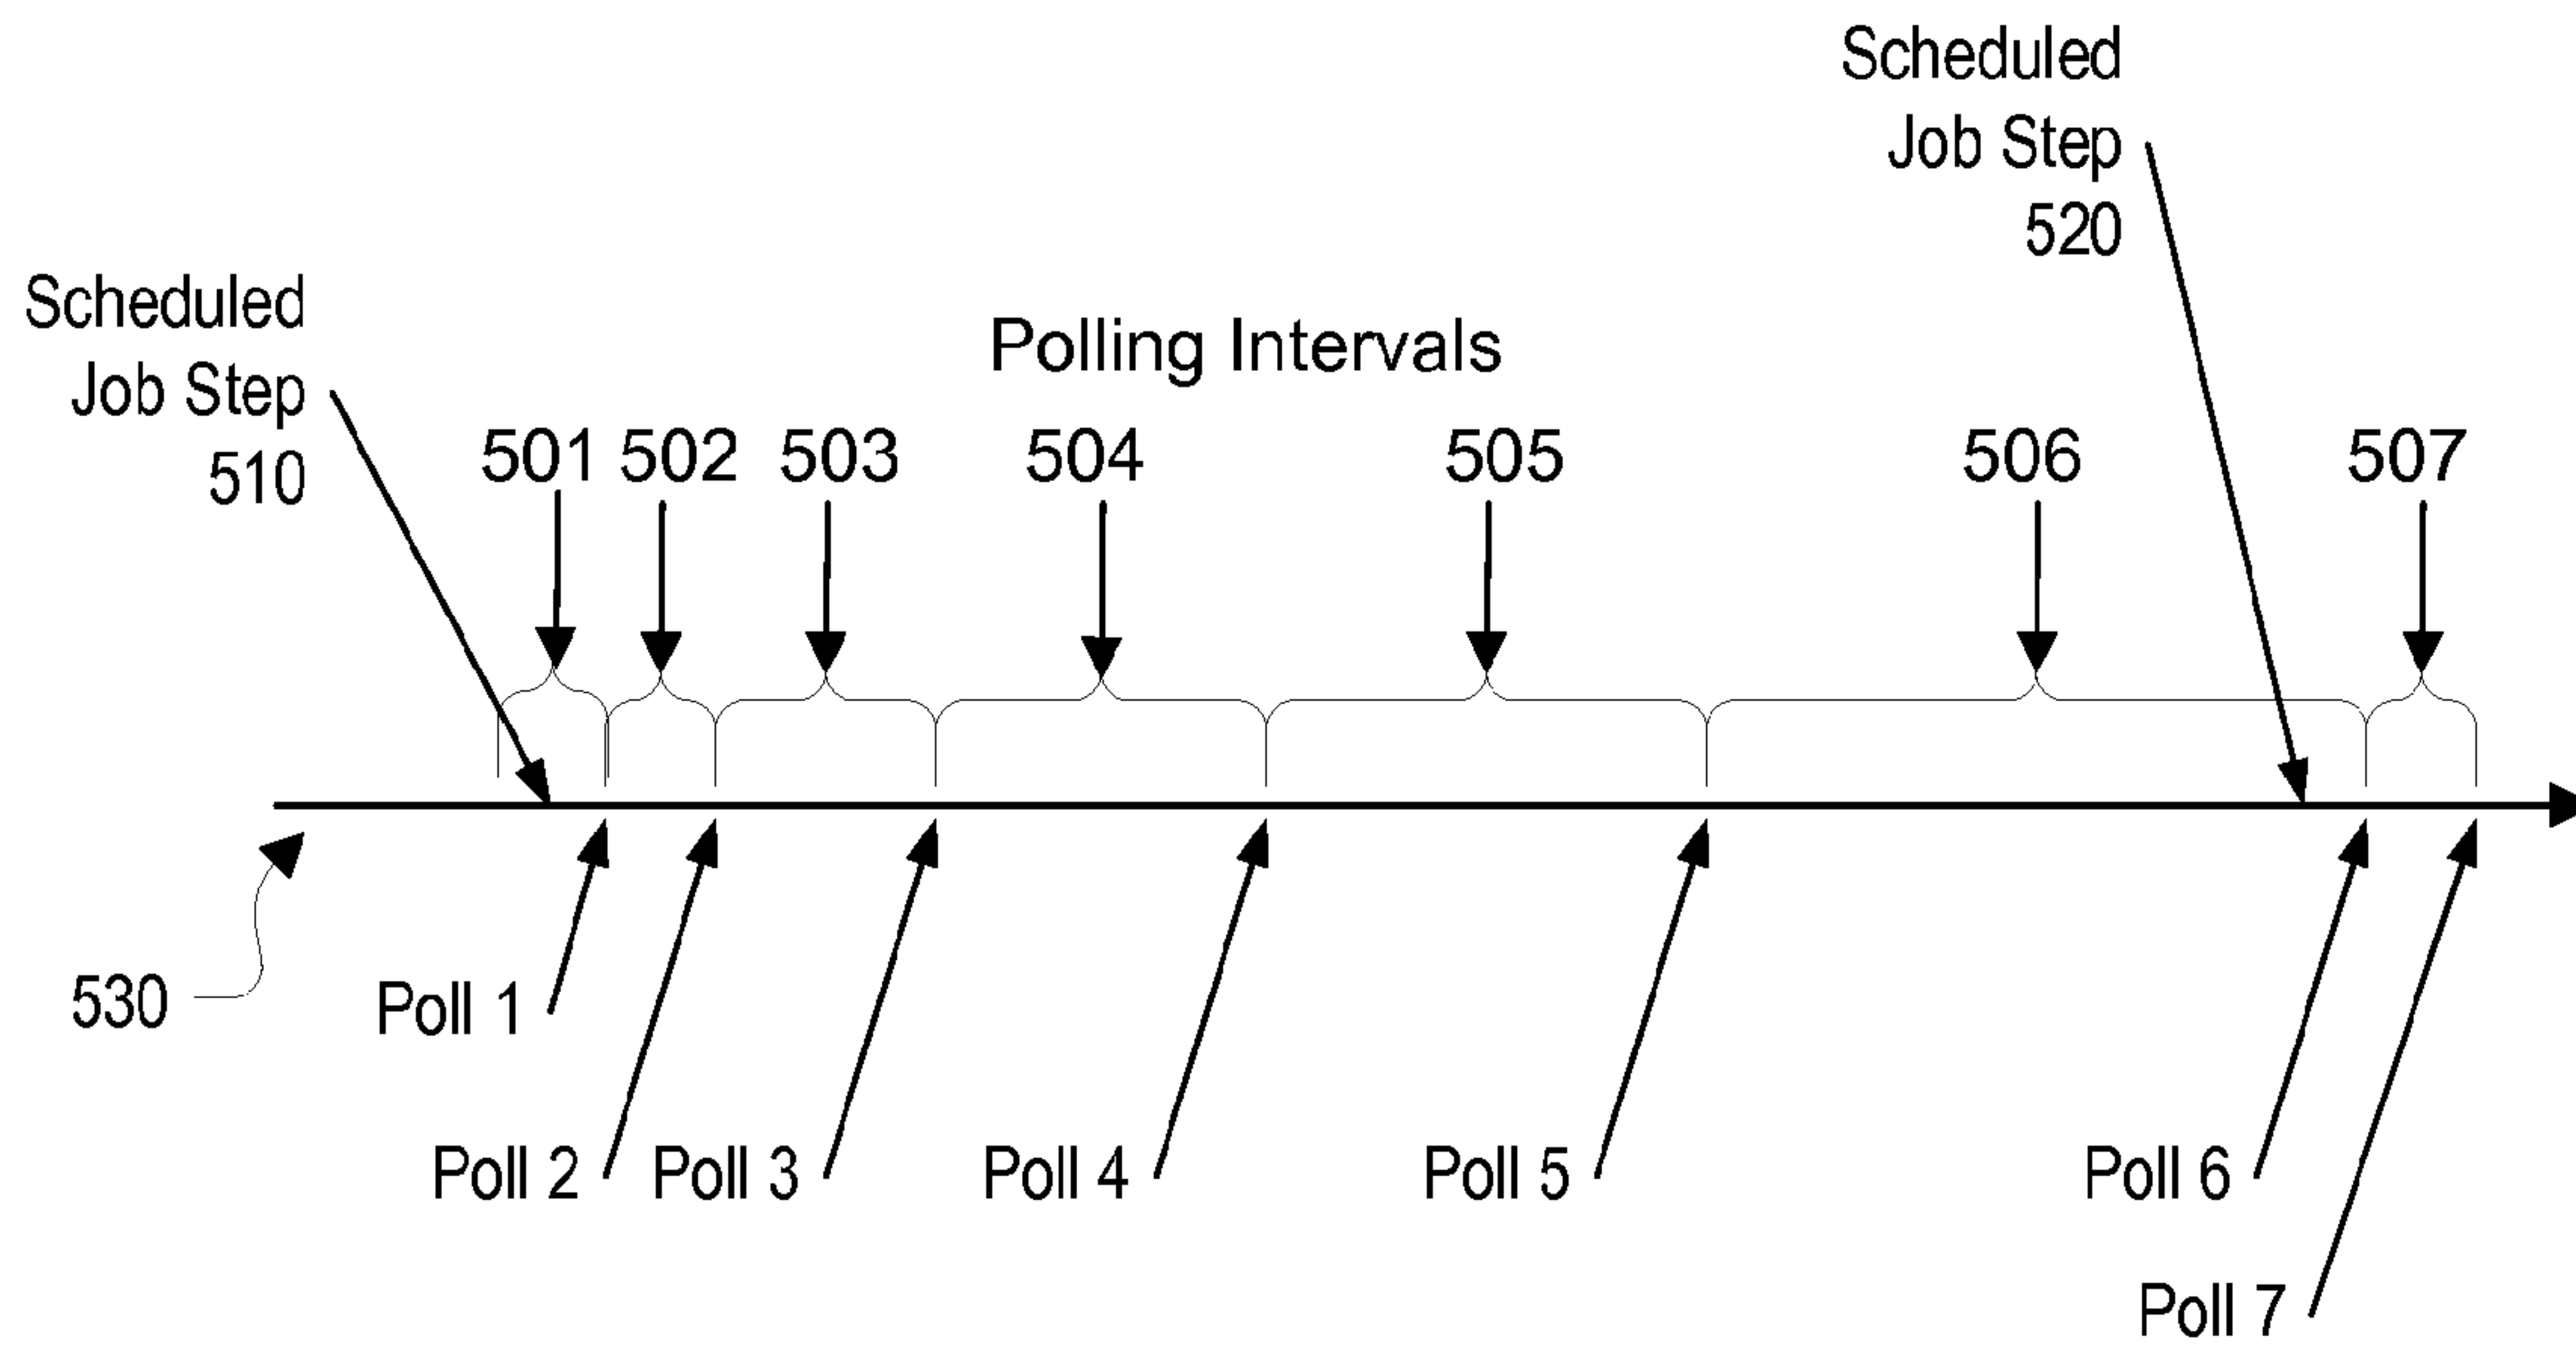 Scheduled
Job Step
520
Scheduled
Job Step
510
Polling Intervals
501 502 503 504 505 506 507
530
Poll 1
Poll 2 Poll 3 Poll 4 Poll 5 Poll 6
Poll 7